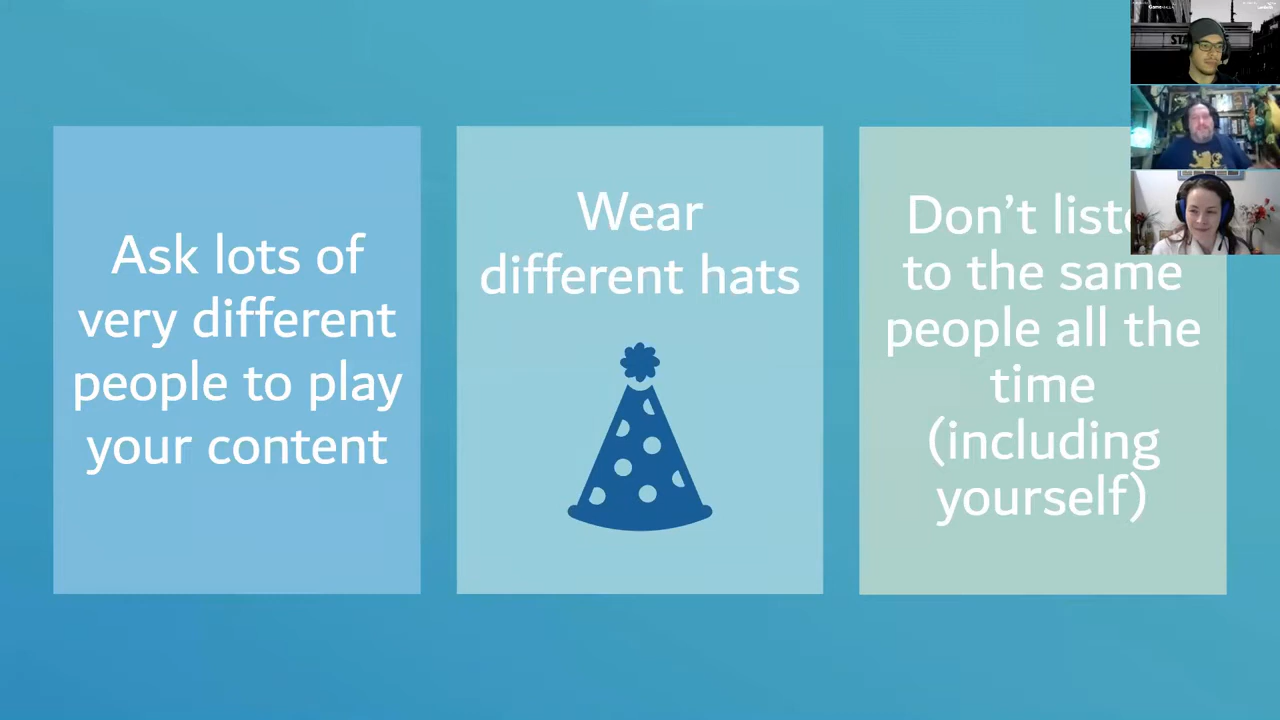 Ask lots of
very different
people to play
your content
Wear
different hats
Don't liste
to the same
people all the
time
(including
yourself)